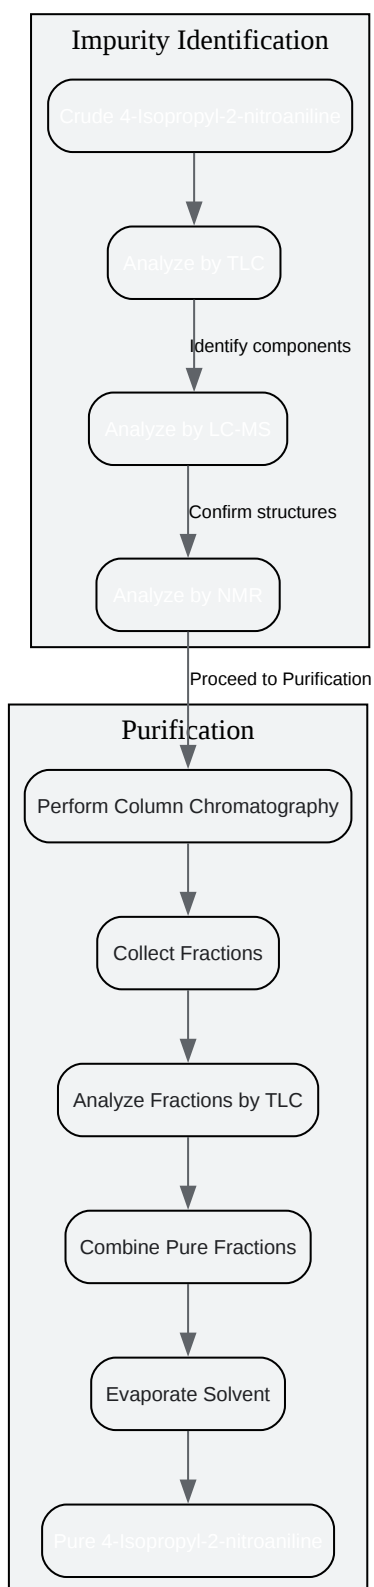 Impurity Identification
Crude 4-Isopropyl-2-nitroaniline
Analyze by TLC
Identify components
Analyze by LC-MS
Confirm structures
Analyze by NMR
Proceed to Purification
Purification
Perform Column Chromatography
Collect Fractions
Analyze Fractions by TLC
Combine Pure Fractions
Evaporate Solvent
Pure 4-Isopropyl-2-nitroaniline